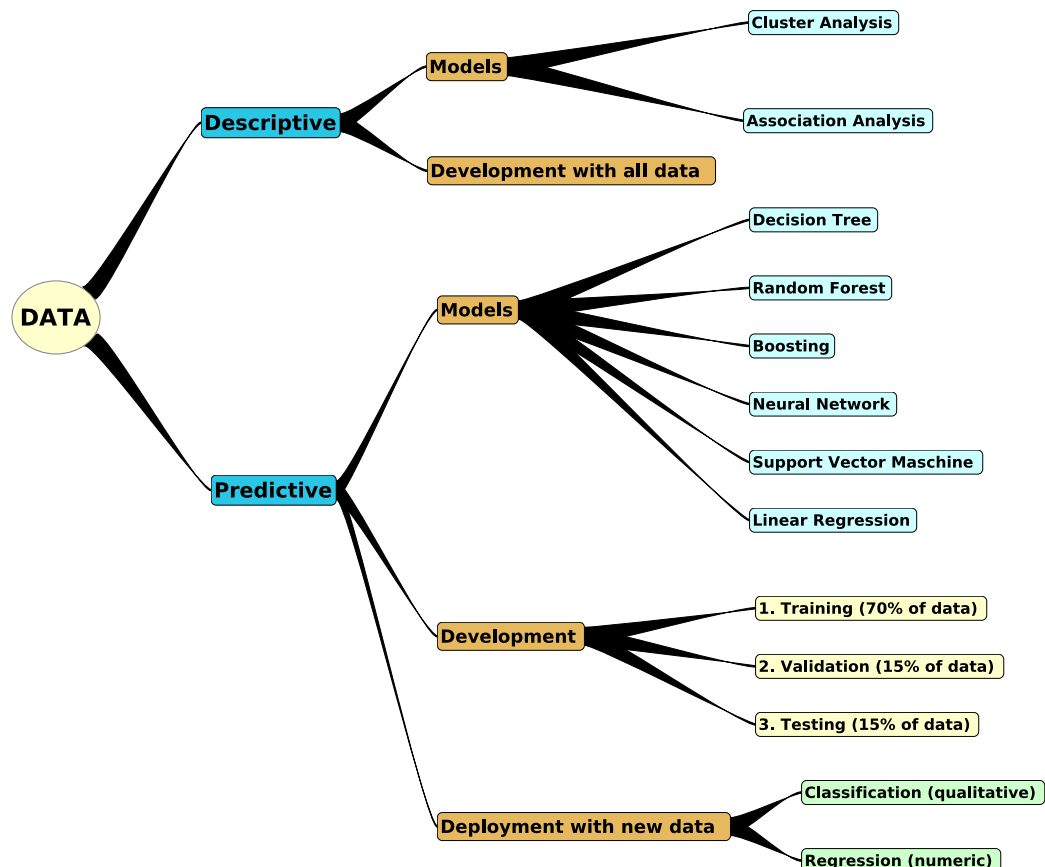 DATA
Descriptive
Models
Cluster Analysis
Association Analysis
Development with all data
Predictive
Models
Decision Tree
Random Forest
Boosting
Neural Network
Support Vector Maschine
Linear Regression
Development
1. Training (70% of data)
2. Validation (15% of data)
3. Testing (15% of data)
Deployment with new data
Classification (qualitative)
Regression (numeric)